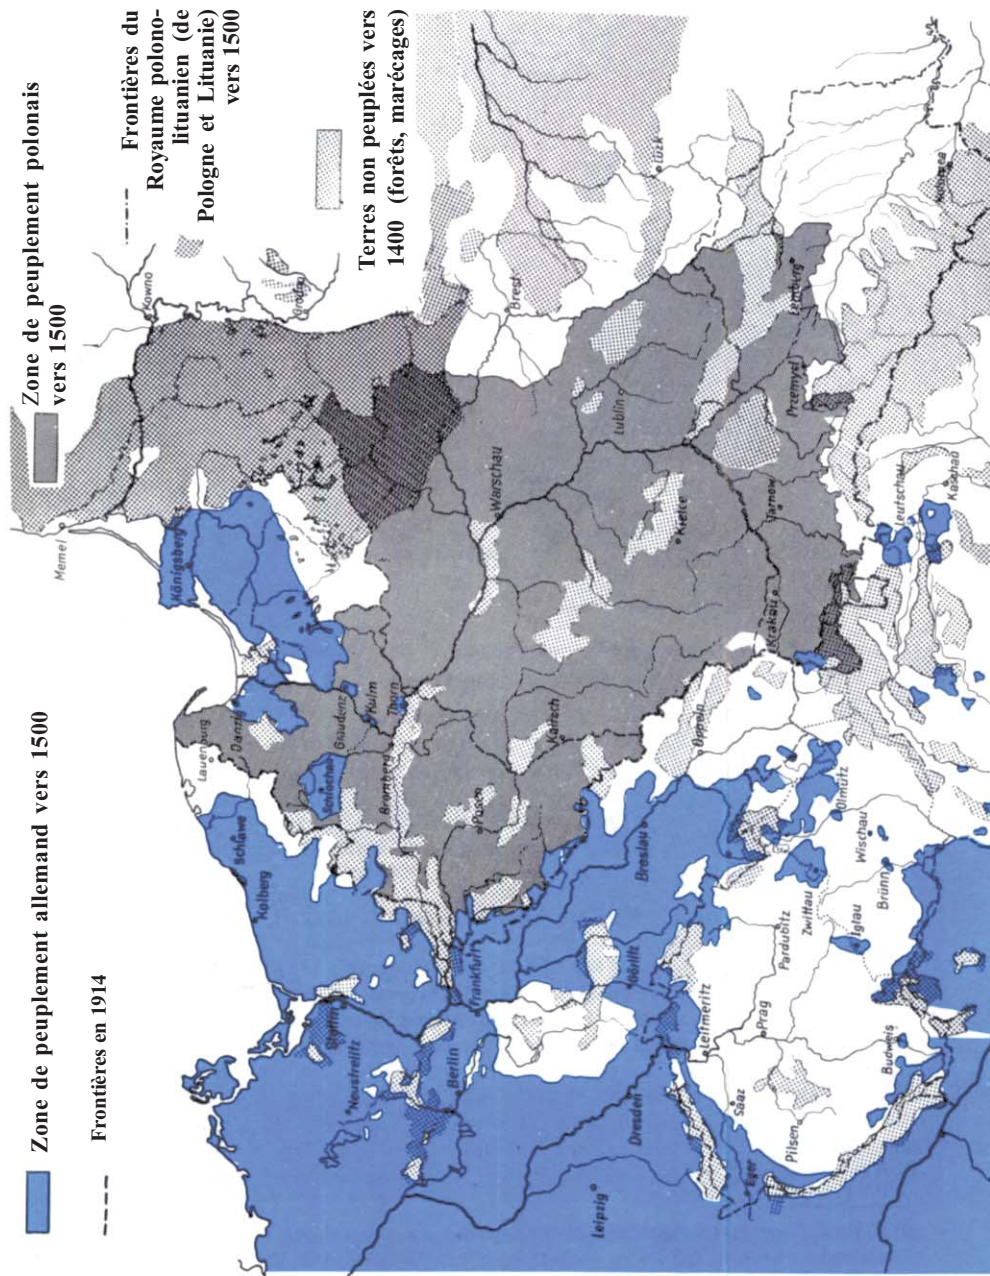 Zone de peuplement allemand vers 1500
Frontières en 1914
Zone de peuplement polonais
vers 1500
Frontières du
Royaume polono-
lituanien (de
Pologne et Lituanie)
vers 1500
Terres non peuplées vers
1400 (forêts, marécages)
Memel
Kowno
Königsberg
Grodno
Lauenburg
Danzig
Schlawe
Kolberg
Schlochau
Graudenz
Kulm
Thorn
Bromberg
Stettin
Neustrelitz
Berlin
Frankfurt
Posen
Warschau
Brest
Łuzk
Lublin
Kielce
Görlitz
Breslau
Oppeln
Dresden
Leipzig
Leitmeritz
Saaz
Prag
Pardubitz
Eger
Pilsen
Budweis
Iglau
Zwittau
Brünn
Wischau
Olmütz
Krakau
Tarnow
Przemysl
Lemberg
Leutschau
Kaschau